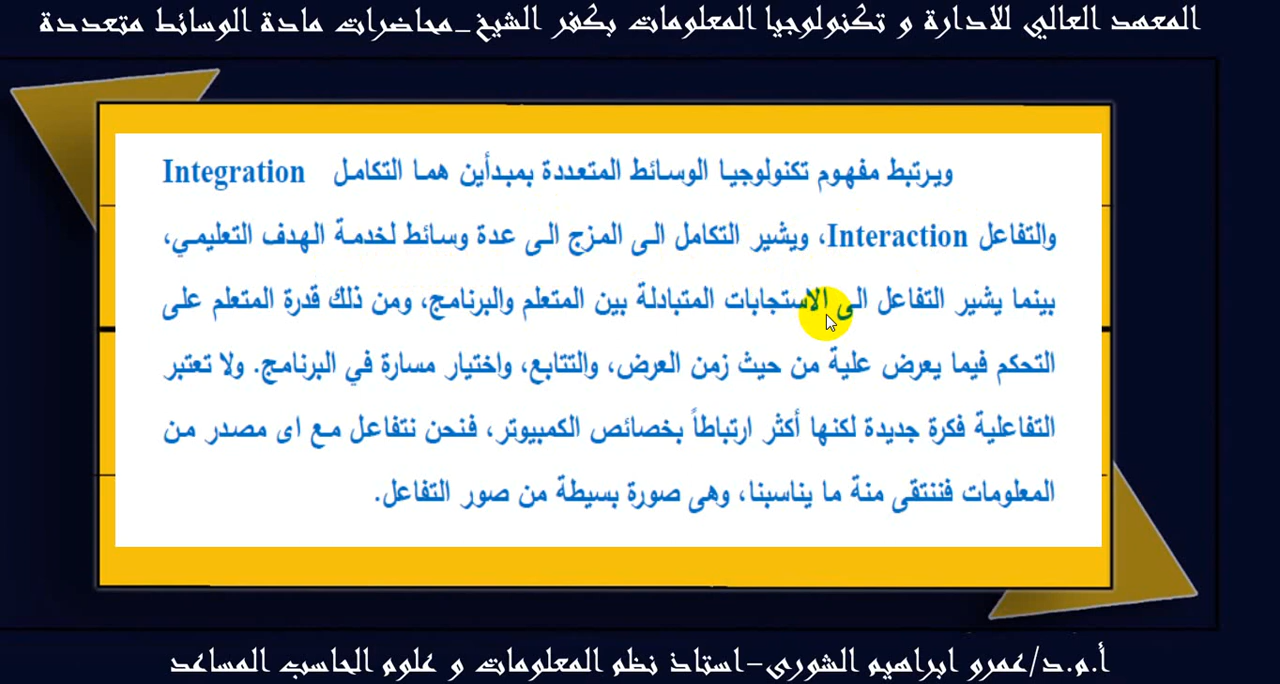 المعهد العالي للادارة و تكنولوجيا المعلومات بكفر الشيخ_محاضرات مادة الوسائط متعددة
ويرتبط مفهوم تكنولوجيا الوسائط المتعددة بمبدأين هما التكامل Integration
والتفاعل Interaction، ويشير التكامل الى المزج الى عدة وسائط لخدمة الهدف التعليمي،
بينما يشير التفاعل الى الاستجابات المتبادلة بين المتعلم والبرنامج، ومن ذلك قدرة المتعلم على
التحكم فيما يعرض علية من حيث زمن العرض، والتتابع، واختيار مسارة في البرنامج. ولا تعتبر
التفاعلية فكرة جديدة لكنها أكثر ارتباطاً بخصائص الكمبيوتر، فنحن نتفاعل مع اى مصدر من
المعلومات فننتقى منة ما يناسبنا، وهى صورة بسيطة من صور التفاعل.
أ.م.د/عمرو ابراهيم الشورى-استاذ نظم المعلومات و علوم الحاسب المساعد